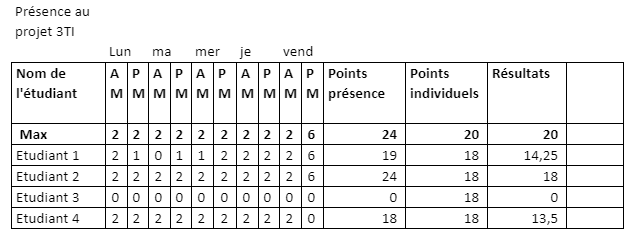 Présence au
projet 3TI
Lun ma mer je vend
Nom de l'étudiant AM PM AM PM AM PM AM PM AM PM Points présence Points individuels Résultats
Max 2 2 2 2 2 2 2 2 2 6 24 20 20
Etudiant 1 2 1 0 1 1 2 2 2 2 6 19 18 14,25
Etudiant 2 2 2 2 2 2 2 2 2 2 6 24 18 18
Etudiant 3 0 0 0 0 0 0 0 0 0 0 0 18 0
Etudiant 4 2 2 2 2 2 2 2 2 2 0 18 18 13,5